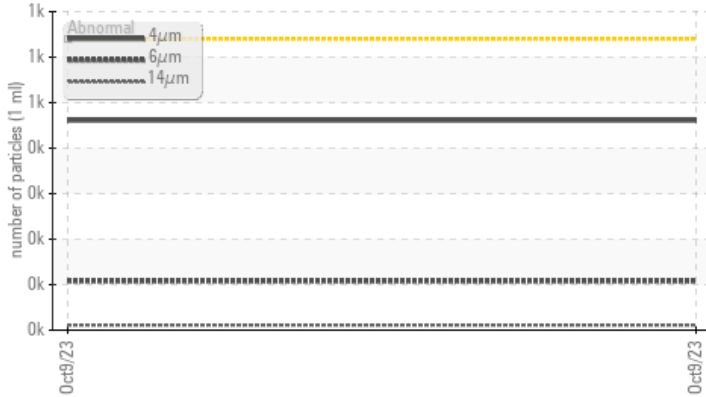 number of particles (1 ml)
1k
1k
1k
0k
0k
0k
0k
0k
Abnormal
4μm
6μm
14μm
Oct9/23
Oct9/23